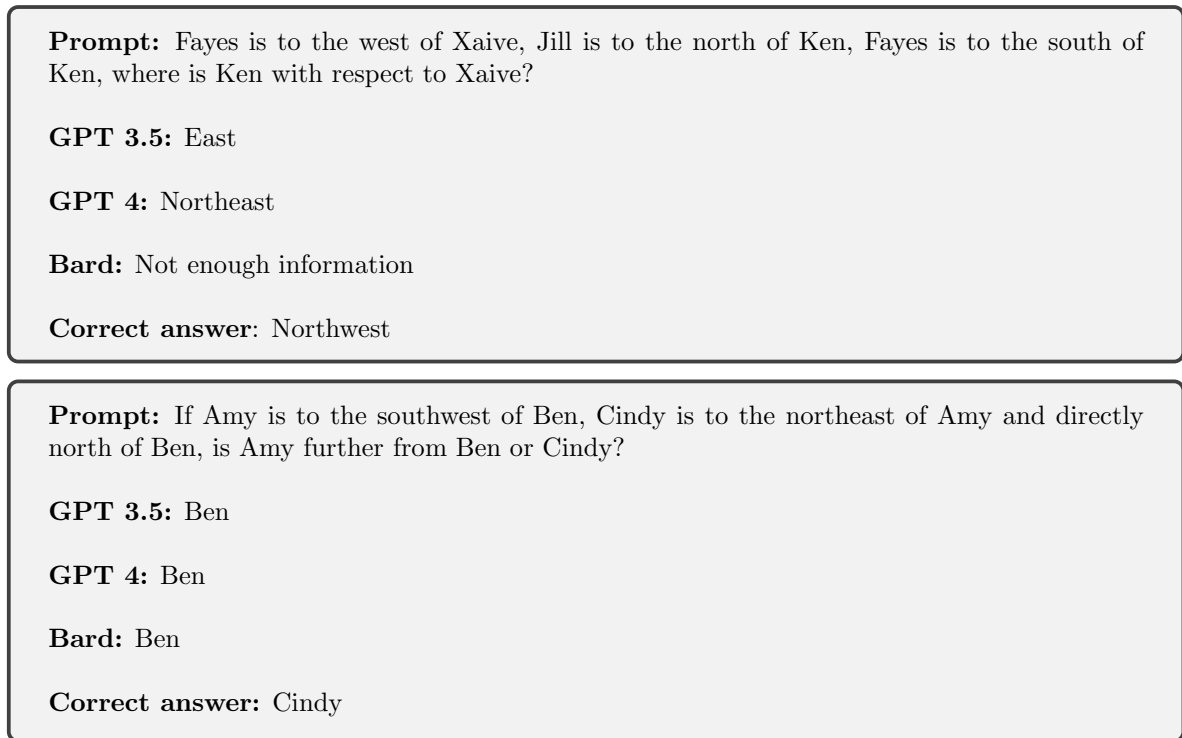 Prompt: Fayes is to the west of Xaive, Jill is to the north of Ken, Fayes is to the south of
Ken, where is Ken with respect to Xaive?
GPT 3.5: East
GPT 4: Northeast
Bard: Not enough information
Correct answer: Northwest
Prompt: If Amy is to the southwest of Ben, Cindy is to the northeast of Amy and directly
north of Ben, is Amy further from Ben or Cindy?
GPT 3.5: Ben
GPT 4: Ben
Bard: Ben
Correct answer: Cindy